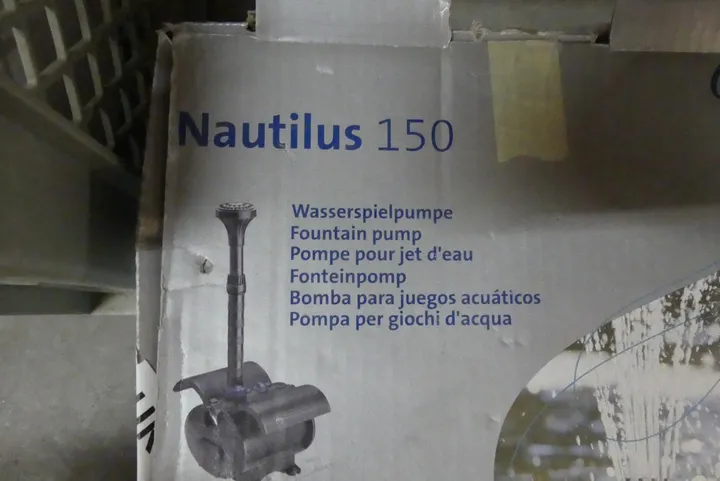 Nautilus 150
Wasserspielpumpe
Fountain pump
Pompe pour jet d'eau
Fonteinpomp
Bomba para juegos acuáticos
Pompa per giochi d'acqua